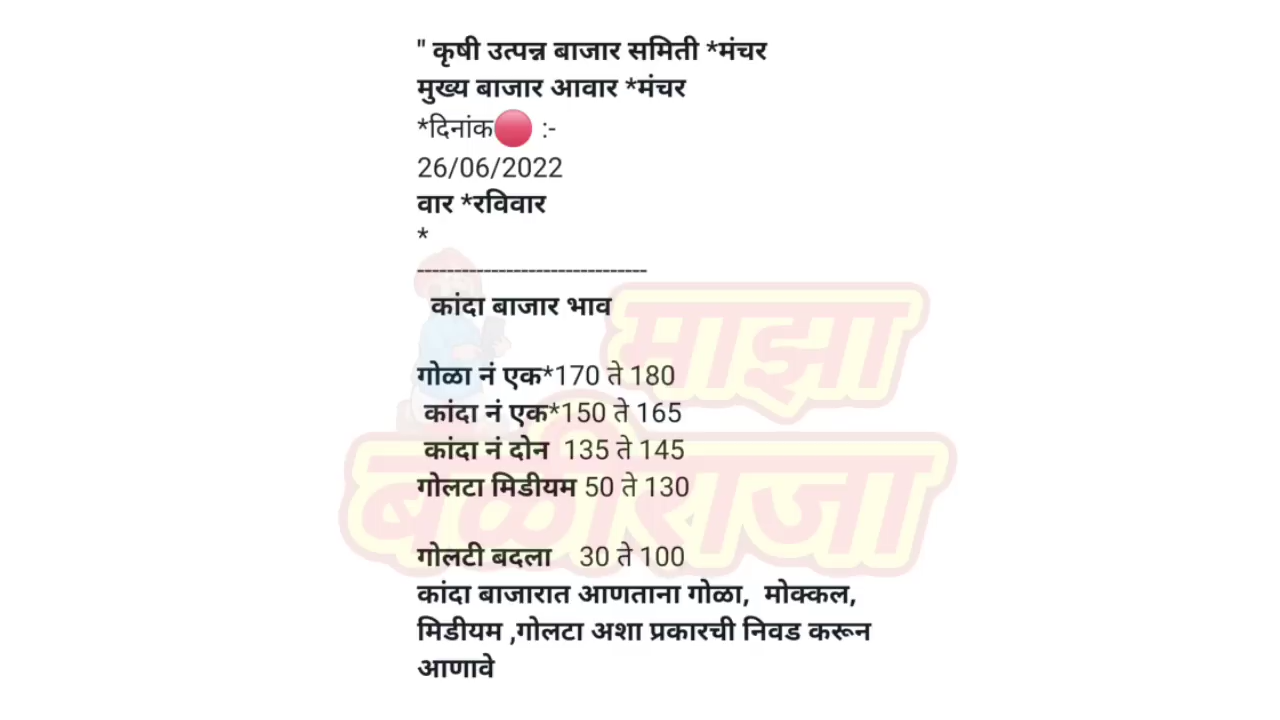 " कृषी उत्पन्न बाजार समिती *मंचर
मुख्य बाजार आवार *मंचर
*दिनांक🔴 :-
26/06/2022
वार *रविवार
*
-------------------------------
कांदा बाजार भाव
माझा
गोळा नं एक*170 ते 180
कांदा नं एक*150 ते 165
कांदा नं दोन 135 ते 145
गोलटा मिडीयम 50 ते 130
बळीराजा
गोलटी बदला 30 ते 100
कांदा बाजारात आणताना गोळा, मोक्कल,
मिडीयम ,गोलटा अशा प्रकारची निवड करून
आणावे